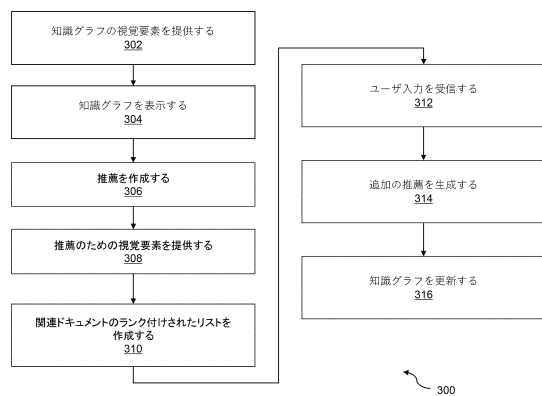 知識グラフの視覚要素を提供する
302
知識グラフを表示する
304
推薦を作成する
306
推薦のための視覚要素を提供する
308
関連ドキュメントのランク付けされたリストを
作成する
310
ユーザ入力を受信する
312
追加の推薦を生成する
314
知識グラフを更新する
316
300